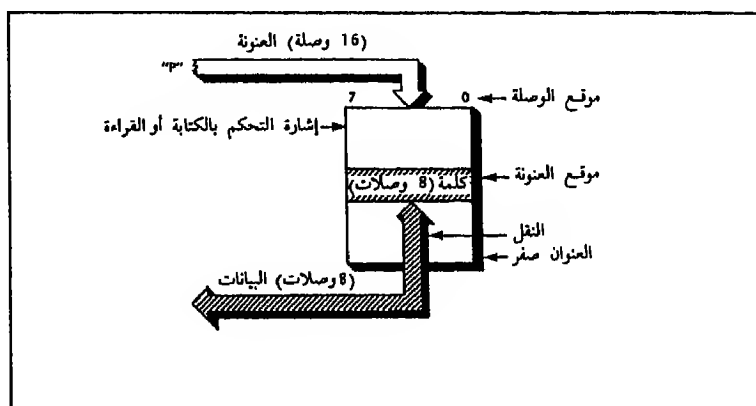 (16 وصلة) العنونة
"P"
7
0
موقع الوصلة
إشارة التحكم بالكتابة أو القراءة
موقع العنونة
كلمة (8 وصلات)
النقل
العنوان صفر
(8 وصلات) البيانات